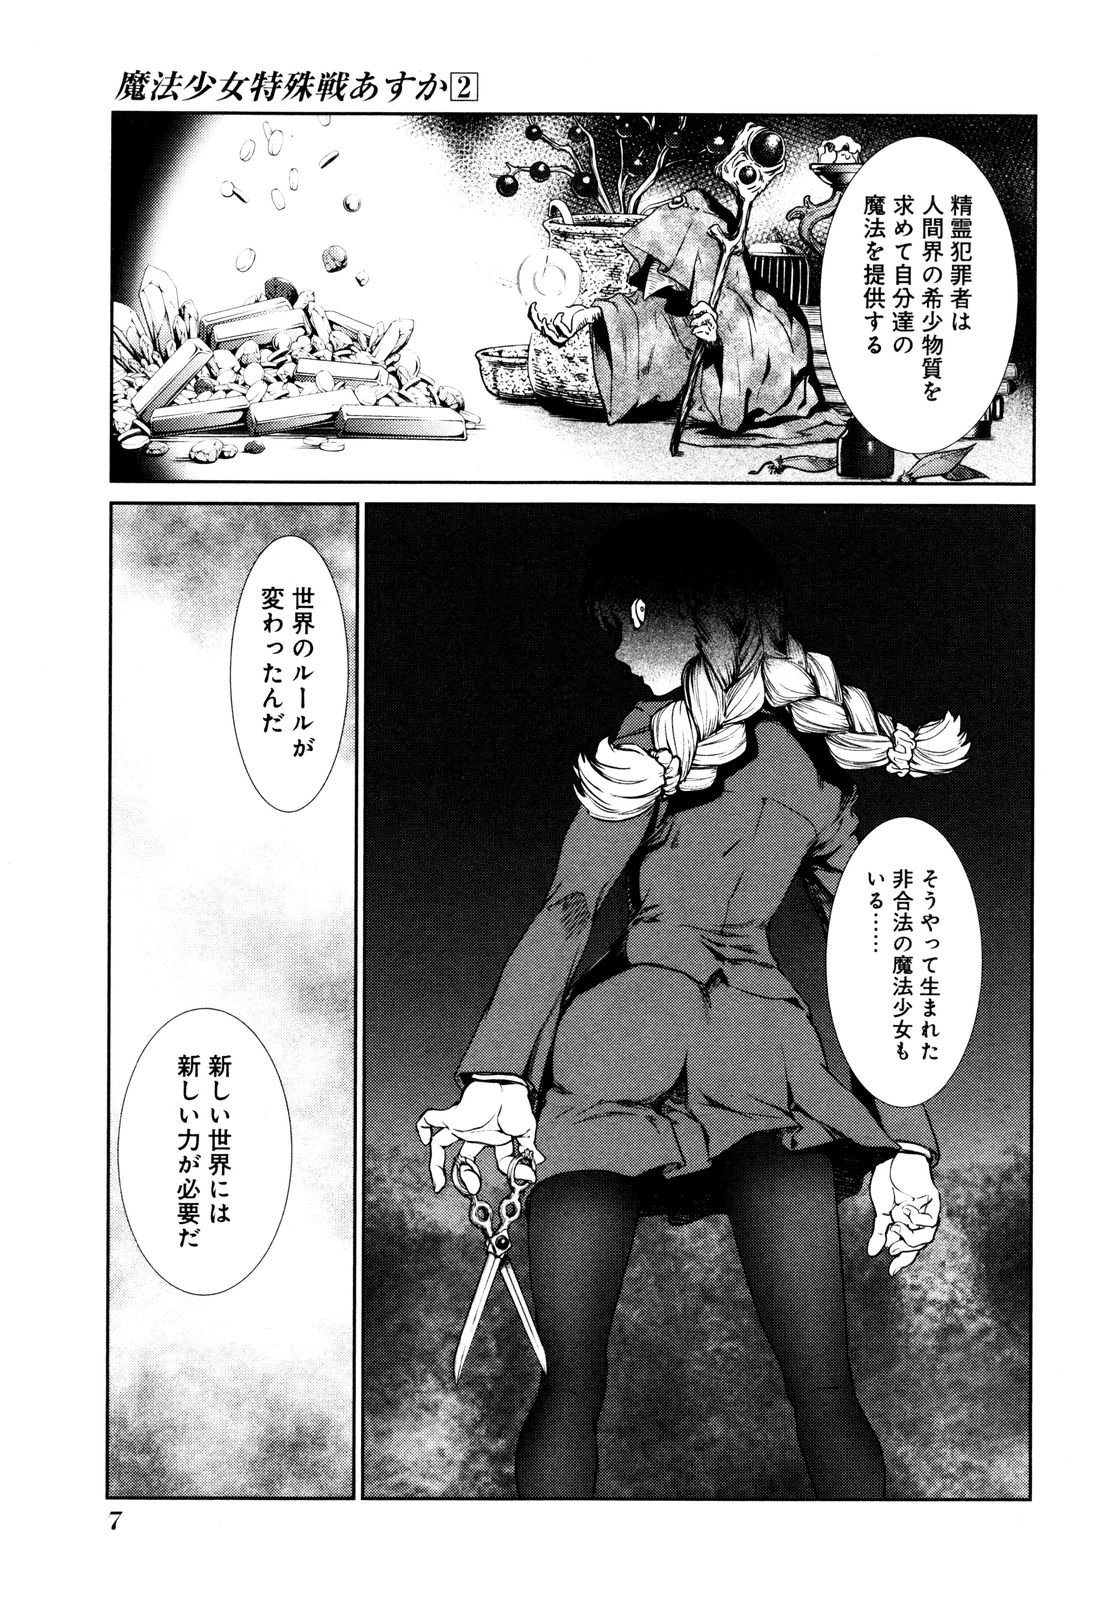 魔法少女特殊戦あすか2
精霊犯罪者は
人間界の希少物質を
求めて自分達の
魔法を提供する
そうやって生まれた
非合法の魔法少女も
いる……
世界のルールが
変わったんだ
新しい世界には
新しい力が必要だ
7